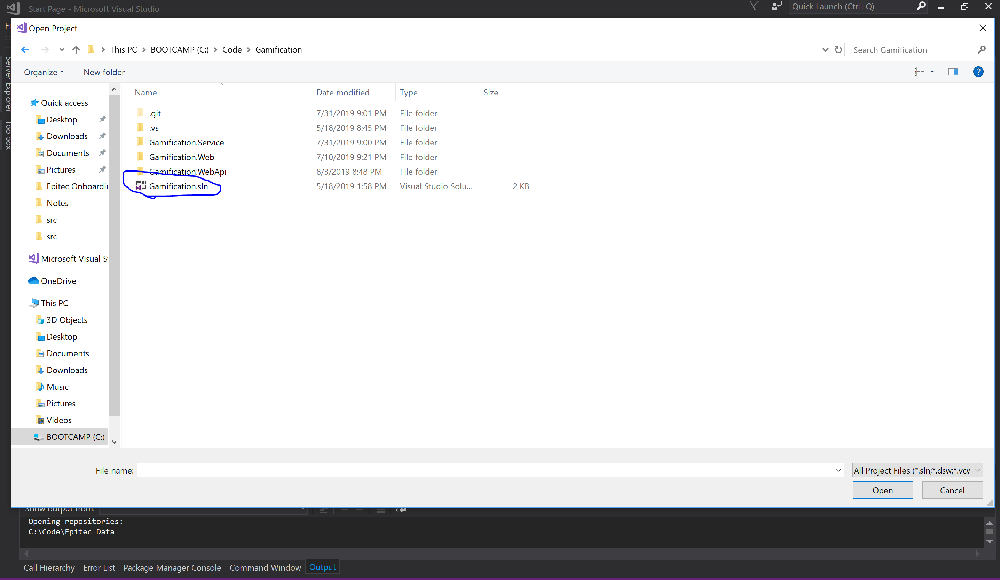 Start Page - Microsoft Visual Studio
Quick Launch (Ctrl+Q)
Fi
Open Project
This PC > BOOTCAMP (C:) > Code > Gamification
Search Gamification
Organize
New folder
Server Explorer
Toolbox
Quick access
Desktop
Downloads
Documents
Pictures
Epitec Onboardin
Notes
src
src
Microsoft Visual St
OneDrive
This PC
3D Objects
Desktop
Documents
Downloads
Music
Pictures
Videos
BOOTCAMP (C:)
Name Date modified Type Size
.git 7/31/2019 9:01 PM File folder
.vs 5/18/2019 8:45 PM File folder
Gamification.Service 7/31/2019 9:00 PM File folder
Gamification.Web 7/10/2019 9:21 PM File folder
Gamification.WebApi 8/3/2019 8:48 PM File folder
Gamification.sln 5/18/2019 1:58 PM Visual Studio Solu... 2 KB
File name:
All Project Files (*.sln;*.dsw;*.vcw
Open
Cancel
Show output from:
Opening repositories:
C:\Code\Epitec Data
Call Hierarchy Error List Package Manager Console Command Window Output